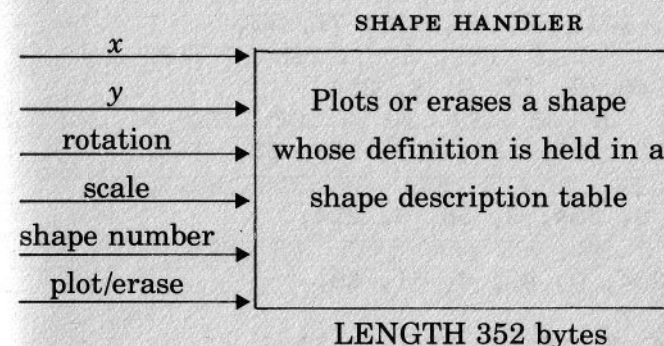 SHAPE HANDLER
x
y
rotation
scale
shape number
plot/erase
Plots or erases a shape
whose definition is held in a
shape description table
LENGTH 352 bytes